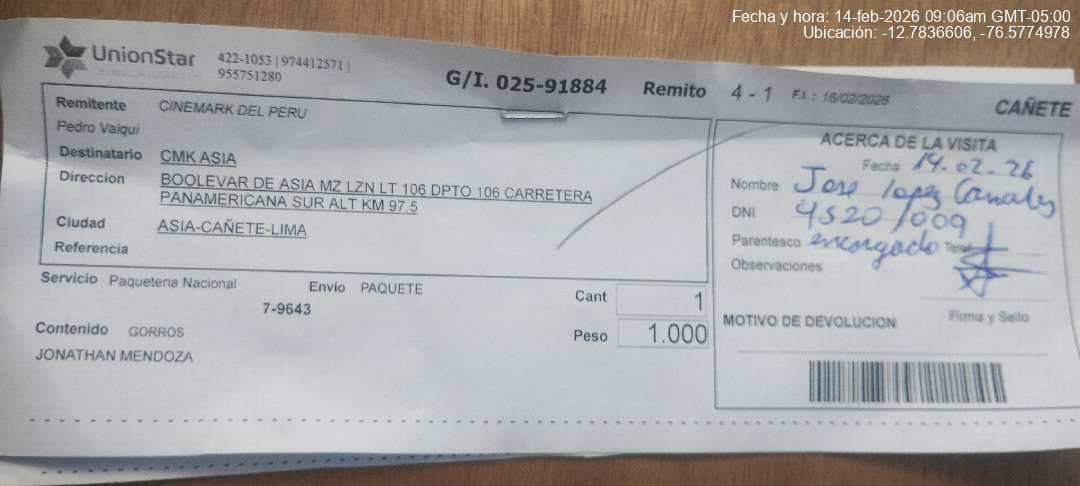 Fecha y hora: 14-feb-2026 09:06am GMT-05:00
Ubicación: -12.7836606, -76.5774978
UnionStar
422-1053 | 974412571 |
955751280
G/I. 025-91884
Remito 4 - 1 F.I. : 16/02/2026
CAÑETE
Remitente CINEMARK DEL PERU
Pedro Valqui
Destinatario CMK ASIA
Direccion BOOLEVAR DE ASIA MZ LZN LT 106 DPTO 106 CARRETERA
PANAMERICANA SUR ALT KM 97.5
Ciudad ASIA-CAÑETE-LIMA
Referencia
Servicio Paqueteria Nacional Envío PAQUETE
7-9643
Cant 1
Peso 1.000
Contenido GORROS
JONATHAN MENDOZA
ACERCA DE LA VISITA
Fecha 14-02-26
Nombre Jose lopez Canales
DNI
Parentesco encargado
Observaciones
Firma y Sello
MOTIVO DE DEVOLUCION